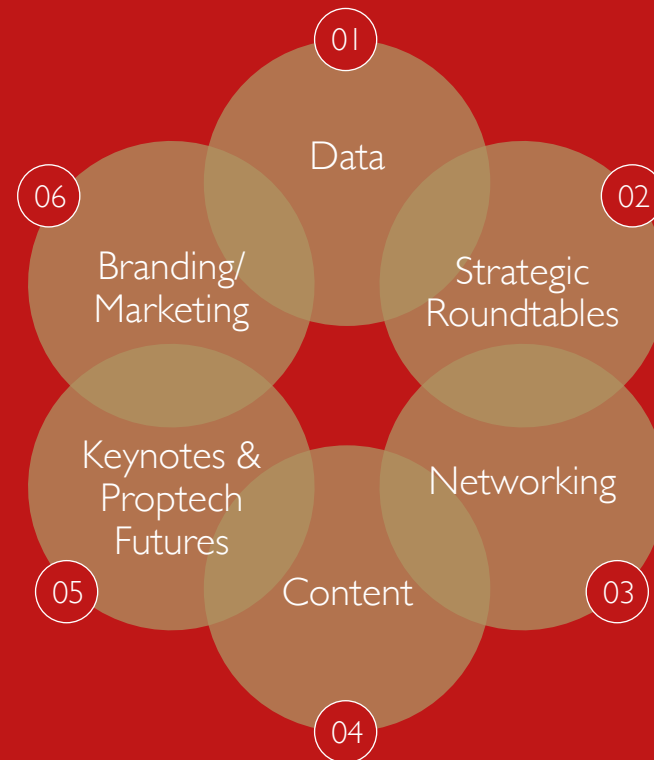 01
Data
02
Strategic
Roundtables
03
Networking
04
Content
05
Keynotes &
Proptech
Futures
06
Branding/
Marketing